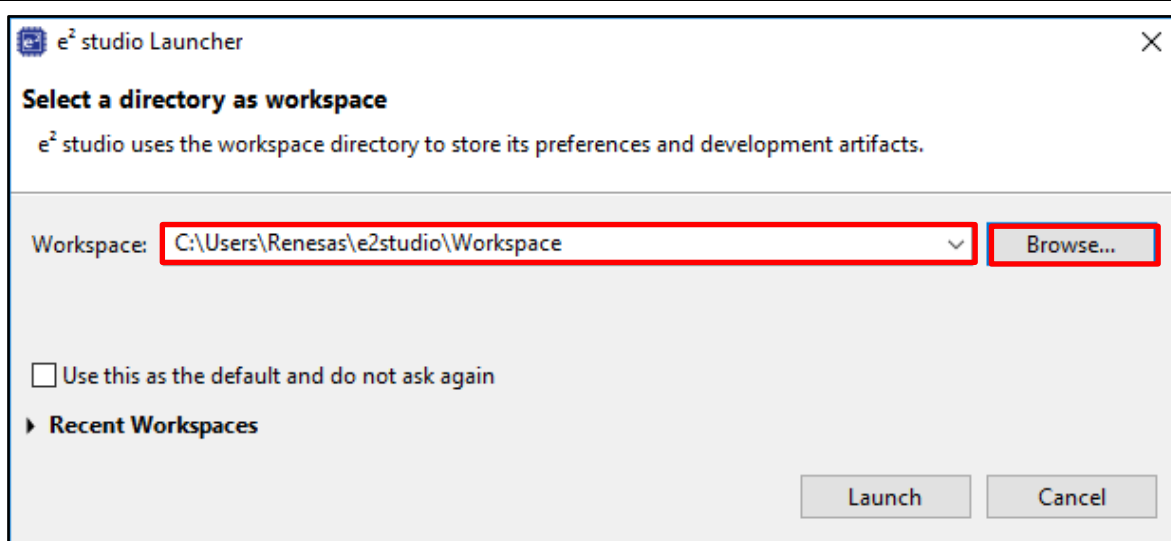 e² studio Launcher
Select a directory as workspace
e² studio uses the workspace directory to store its preferences and development artifacts.
Workspace: C:\Users\Renesas\e2studio\Workspace Browse...
Use this as the default and do not ask again
Recent Workspaces
Launch Cancel